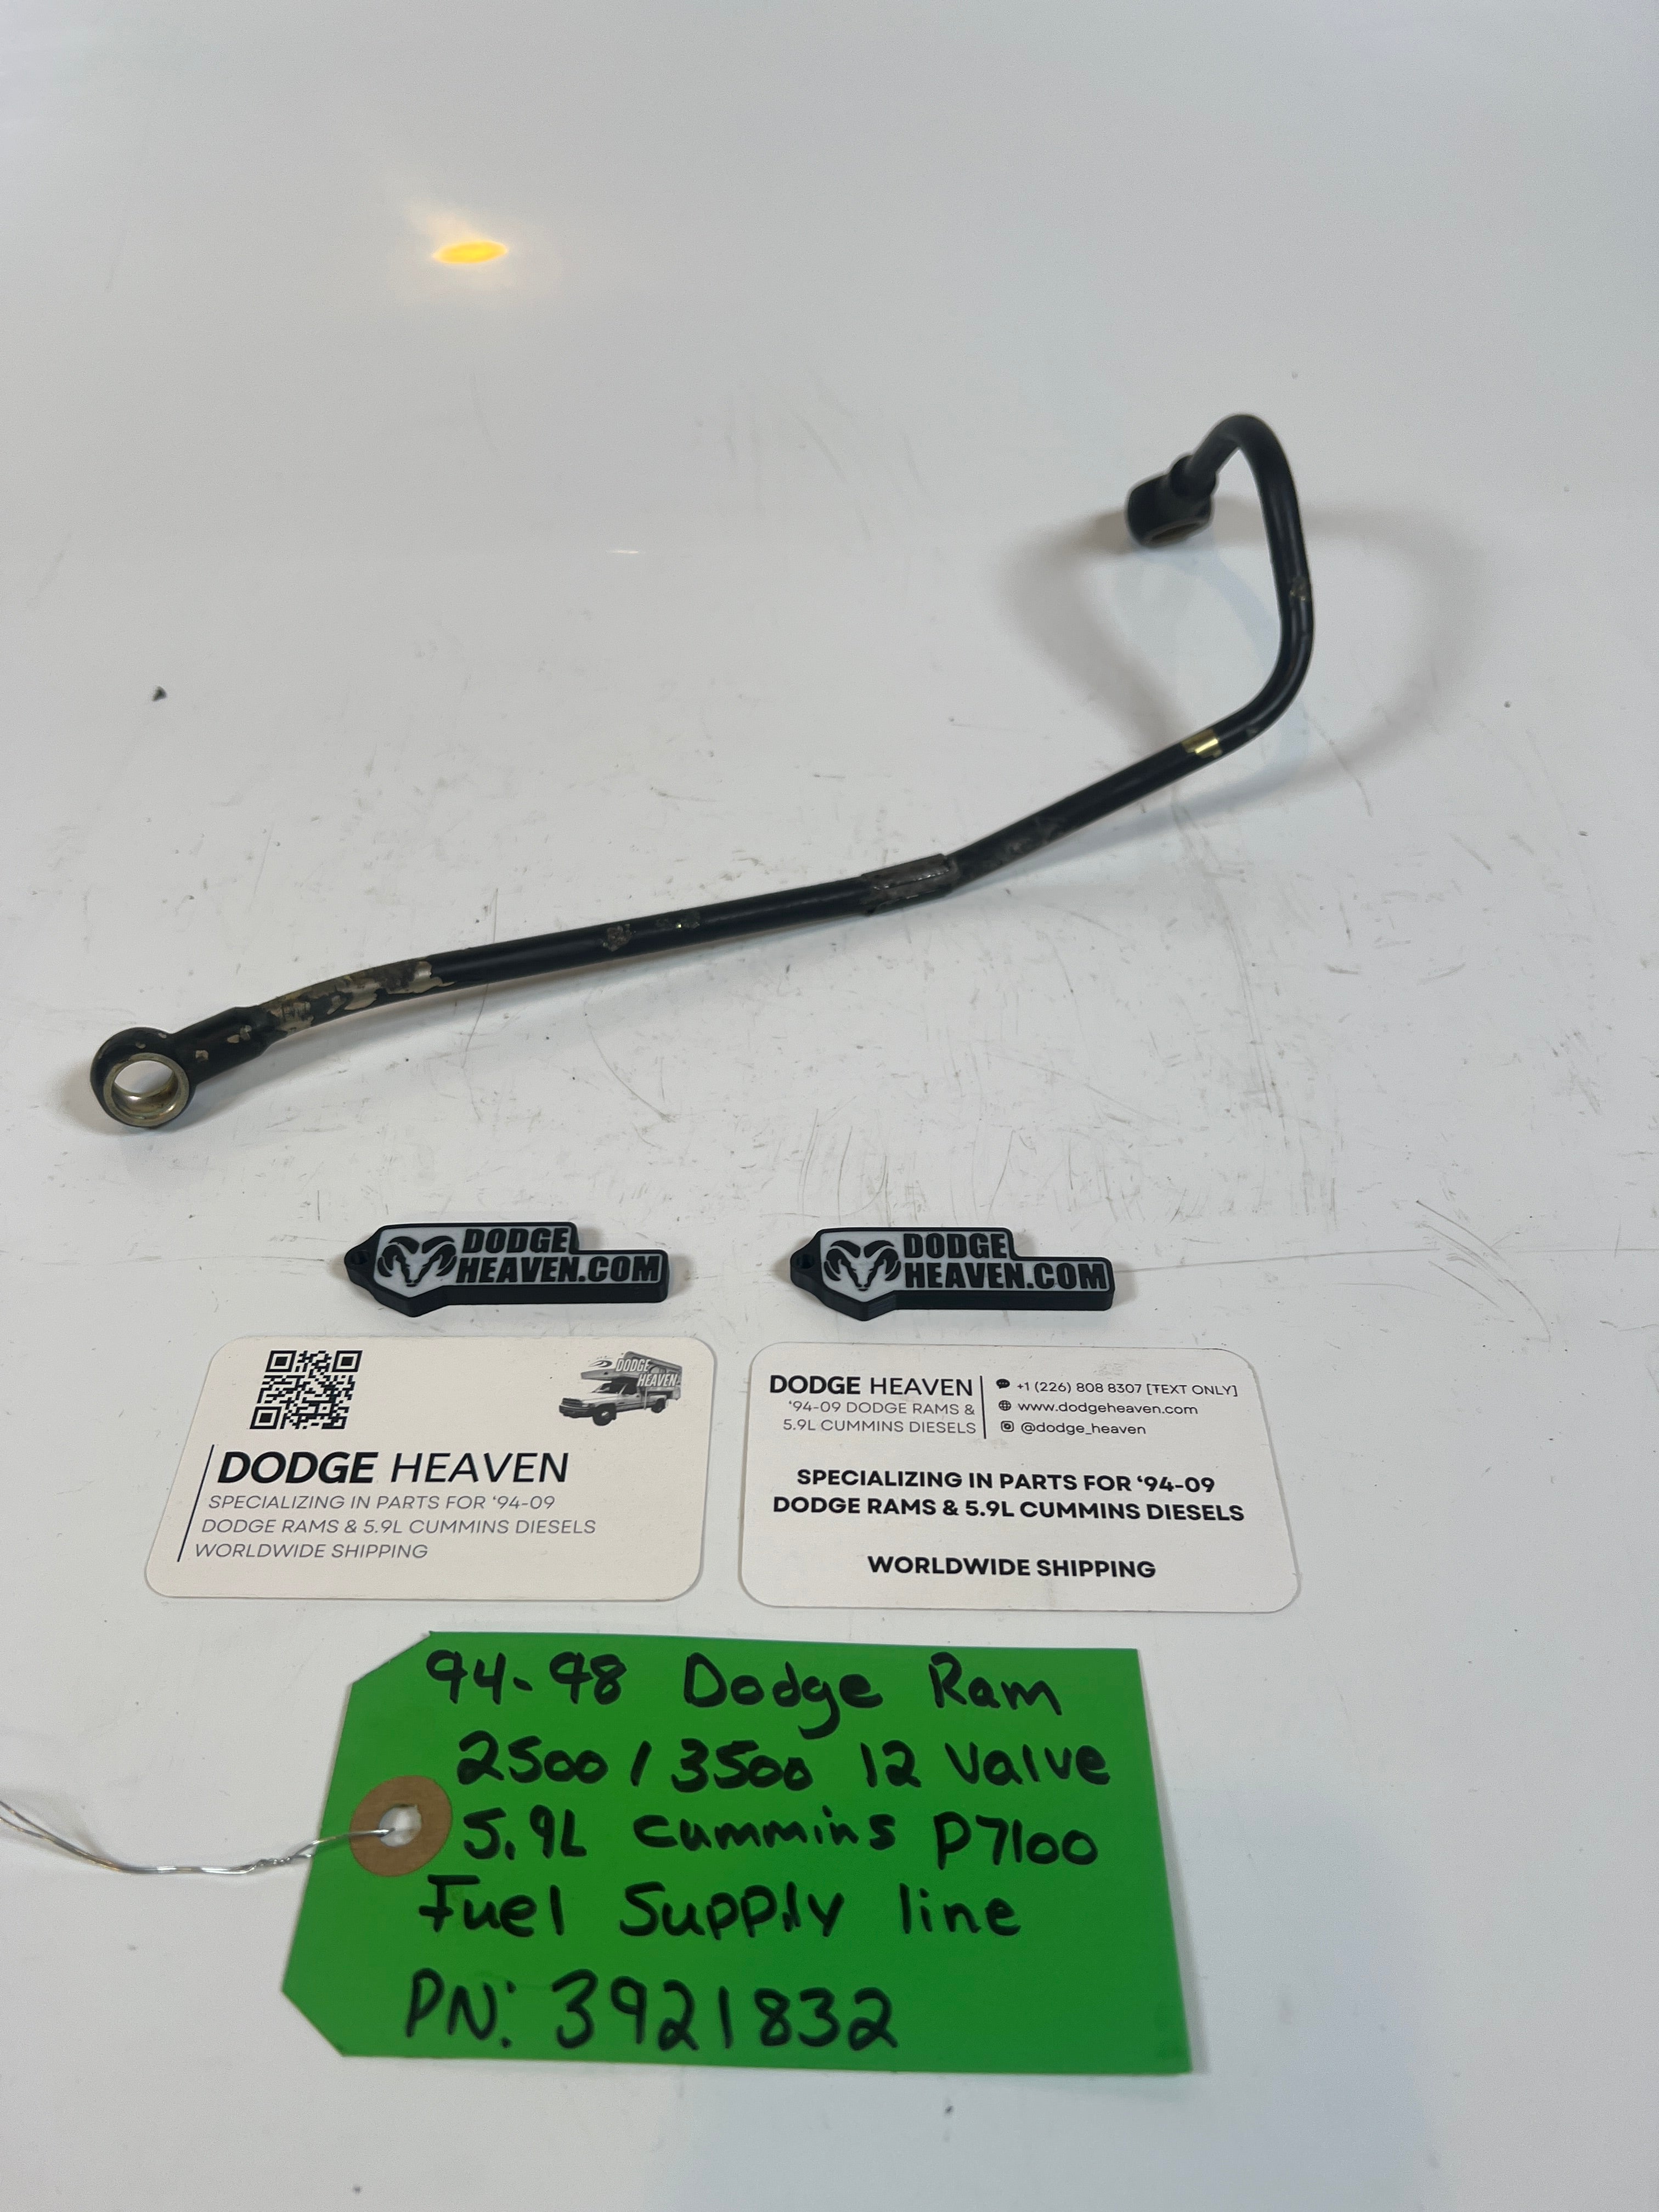 DODGE
HEAVEN.COM
DODGE
HEAVEN.COM
DODGE
HEAVEN
DODGE HEAVEN
SPECIALIZING IN PARTS FOR ‘94-09
DODGE RAMS & 5.9L CUMMINS DIESELS
WORLDWIDE SHIPPING
DODGE HEAVEN
‘94-09 DODGE RAMS &
5.9L CUMMINS DIESELS
+1 (226) 808 8307 [TEXT ONLY]
www.dodgeheaven.com
@dodge_heaven
SPECIALIZING IN PARTS FOR ‘94-09
DODGE RAMS & 5.9L CUMMINS DIESELS
WORLDWIDE SHIPPING
94-98 Dodge Ram
2500 / 3500 12 Valve
5.9L Cummins P7100
Fuel Supply line
PN: 3921832